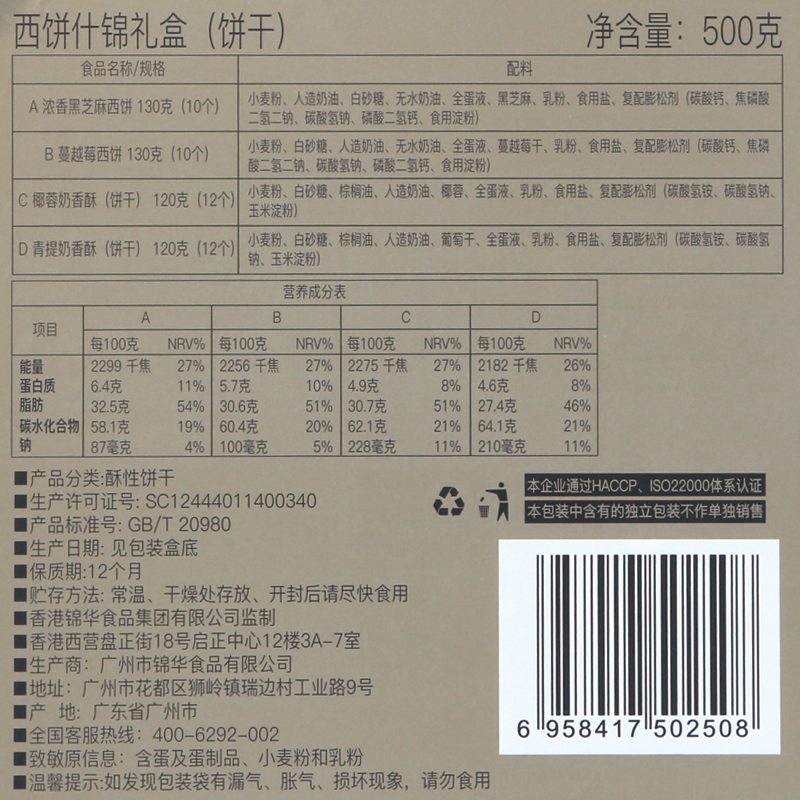 西饼什锦礼盒（饼干） 净含量：500克
食品名称/规格 配料
A 浓香黑芝麻西饼 130克（10个） 小麦粉、人造奶油、白砂糖、无水奶油、全蛋液、黑芝麻、乳粉、食用盐、复配膨松剂（碳酸钙、焦磷酸
二氢二钠、碳酸氢钠、磷酸二氢钙、食用淀粉）
B 蔓越莓西饼 130克（10个） 小麦粉、白砂糖、人造奶油、无水奶油、全蛋液、蔓越莓干、乳粉、食用盐、复配膨松剂（碳酸钙、焦磷
酸二氢二钠、碳酸氢钠、磷酸二氢钙、食用淀粉）
C 椰蓉奶香酥（饼干） 120克（12个） 小麦粉、白砂糖、棕榈油、人造奶油、椰蓉、全蛋液、乳粉、食用盐、复配膨松剂（碳酸氢铵、碳酸氢钠、
玉米淀粉）
D 青提奶香酥（饼干） 120克（12个） 小麦粉、白砂糖、棕榈油、人造奶油、葡萄干、全蛋液、乳粉、食用盐、复配膨松剂（碳酸氢铵、碳酸氢
钠、玉米淀粉）
营养成分表
项目 A B C D
每100克 NRV% 每100克 NRV% 每100克 NRV% 每100克 NRV%
能量 2299 千焦 27% 2256 千焦 27% 2275 千焦 27% 2182 千焦 26%
蛋白质 6.4克 11% 5.7克 10% 4.9克 8% 4.6克 8%
脂肪 32.5克 54% 30.6克 51% 30.7克 51% 27.4克 46%
碳水化合物 58.1克 19% 60.4克 20% 62.1克 21% 64.1克 21%
钠 87毫克 4% 100毫克 5% 228毫克 11% 210毫克 11%
■产品分类:酥性饼干
■生产许可证号: SC12444011400340
■产品标准号: GB/T 20980
■生产日期: 见包装盒底
■保质期:12个月
■贮存方法: 常温、干燥处存放、开封后请尽快食用
■香港锦华食品集团有限公司监制
■香港西营盘正街18号启正中心12楼3A-7室
■生产商：广州市锦华食品有限公司
■地址：广州市花都区狮岭镇瑞边村工业路9号
■产 地：广东省广州市
■全国客服热线：400-6292-002
■致敏原信息：含蛋及蛋制品、小麦粉和乳粉
■温馨提示:如发现包装袋有漏气、胀气、损坏现象，请勿食用
本企业通过HACCP、ISO22000体系认证
本包装中含有的独立包装不作单独销售
6 958417 502508